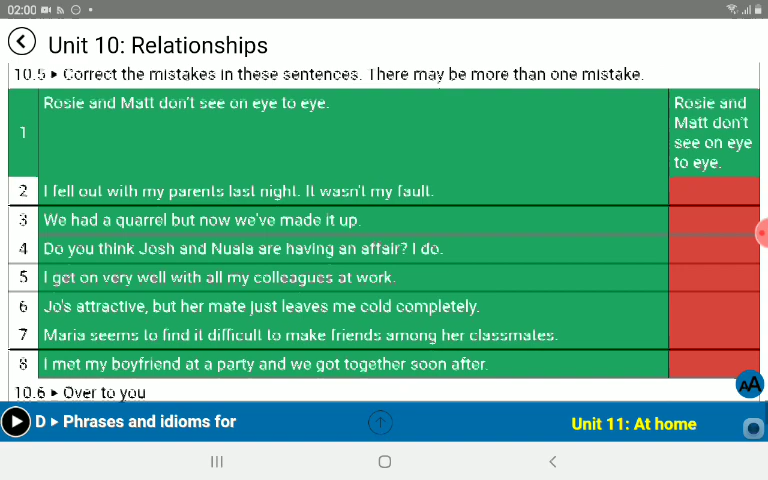 02:00
Unit 10: Relationships
10.5 ▸ Correct the mistakes in these sentences. There may be more than one mistake.
1 Rosie and Matt don't see on eye to eye.
Rosie and
Matt don't
see on eye
to eye.
2 I fell out with my parents last night. It wasn't my fault.
3 We had a quarrel but now we've made it up.
4 Do you think Josh and Nuala are having an affair? I do.
5 I get on very well with all my colleagues at work.
6 Jo's attractive, but her mate just leaves me cold completely.
7 Maria seems to find it difficult to make friends among her classmates.
8 I met my boyfriend at a party and we got together soon after.
10.6 ▸ Over to you
AA
D ▸ Phrases and idioms for
Unit 11: At home